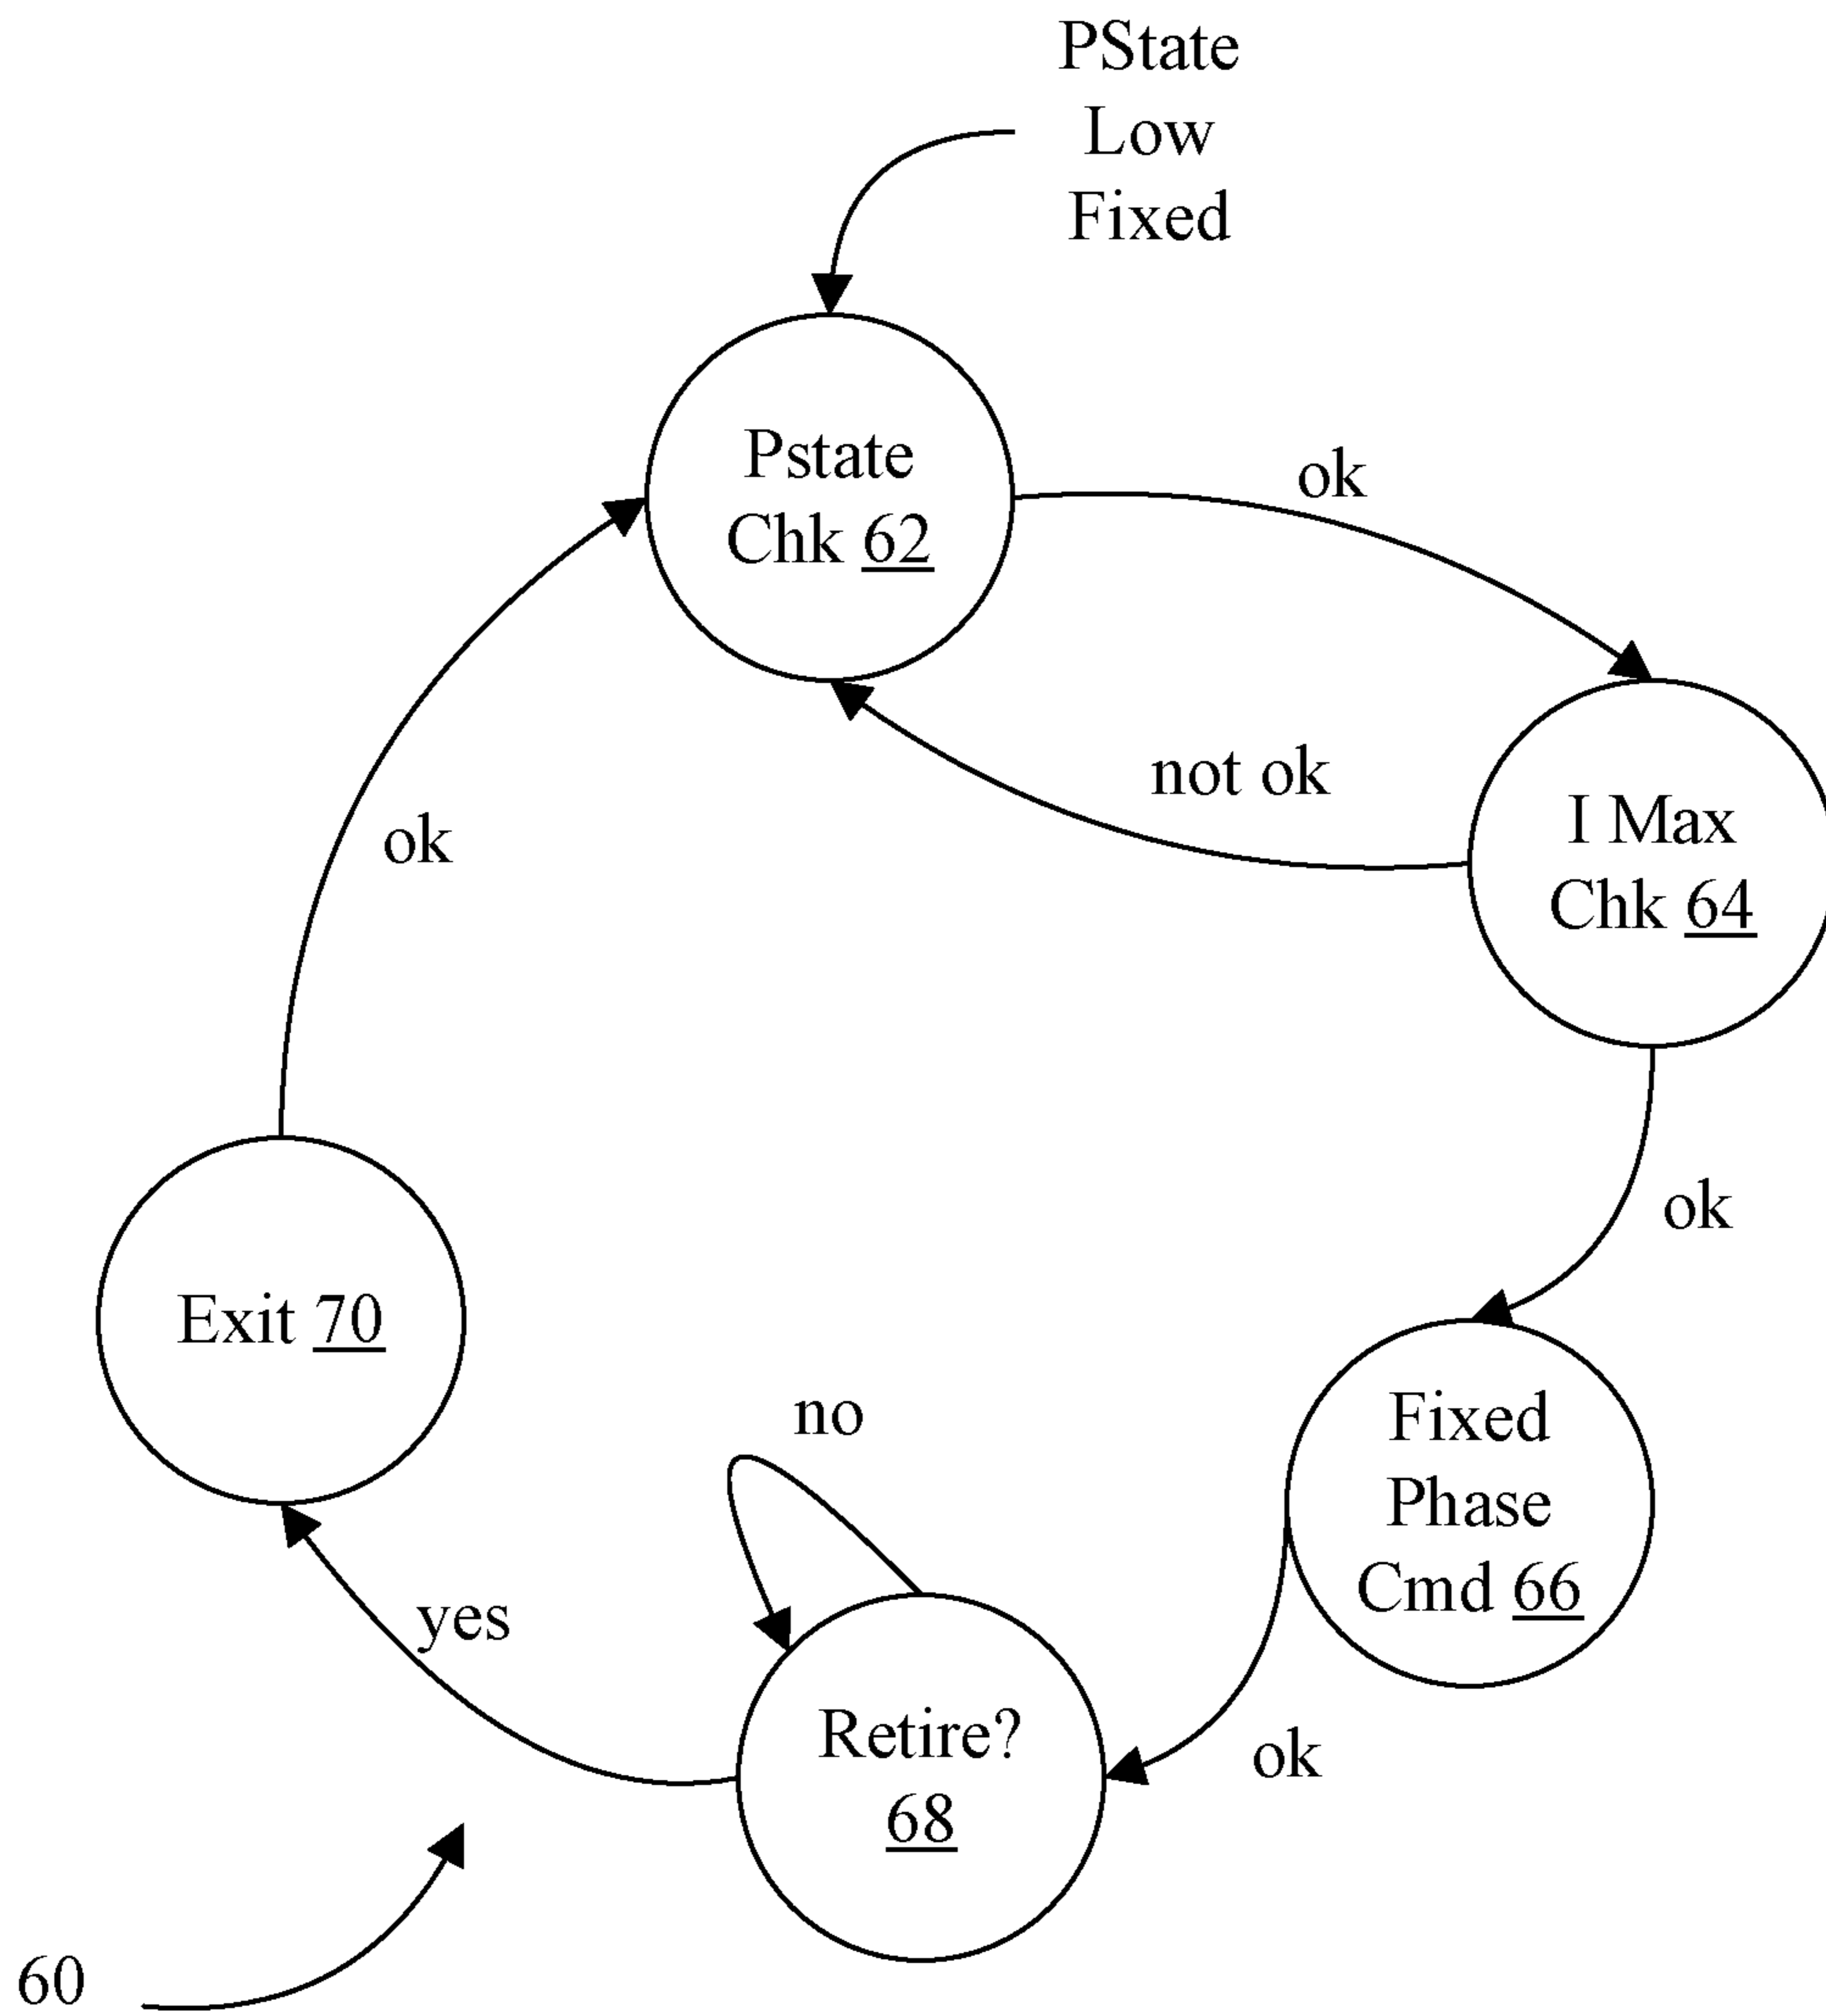 PState
Low
Fixed
Pstate
Chk 62
ok
not ok
I Max
Chk 64
ok
ok
Exit 70
no
Fixed
Phase
Cmd 66
yes
Retire?
68
ok
60